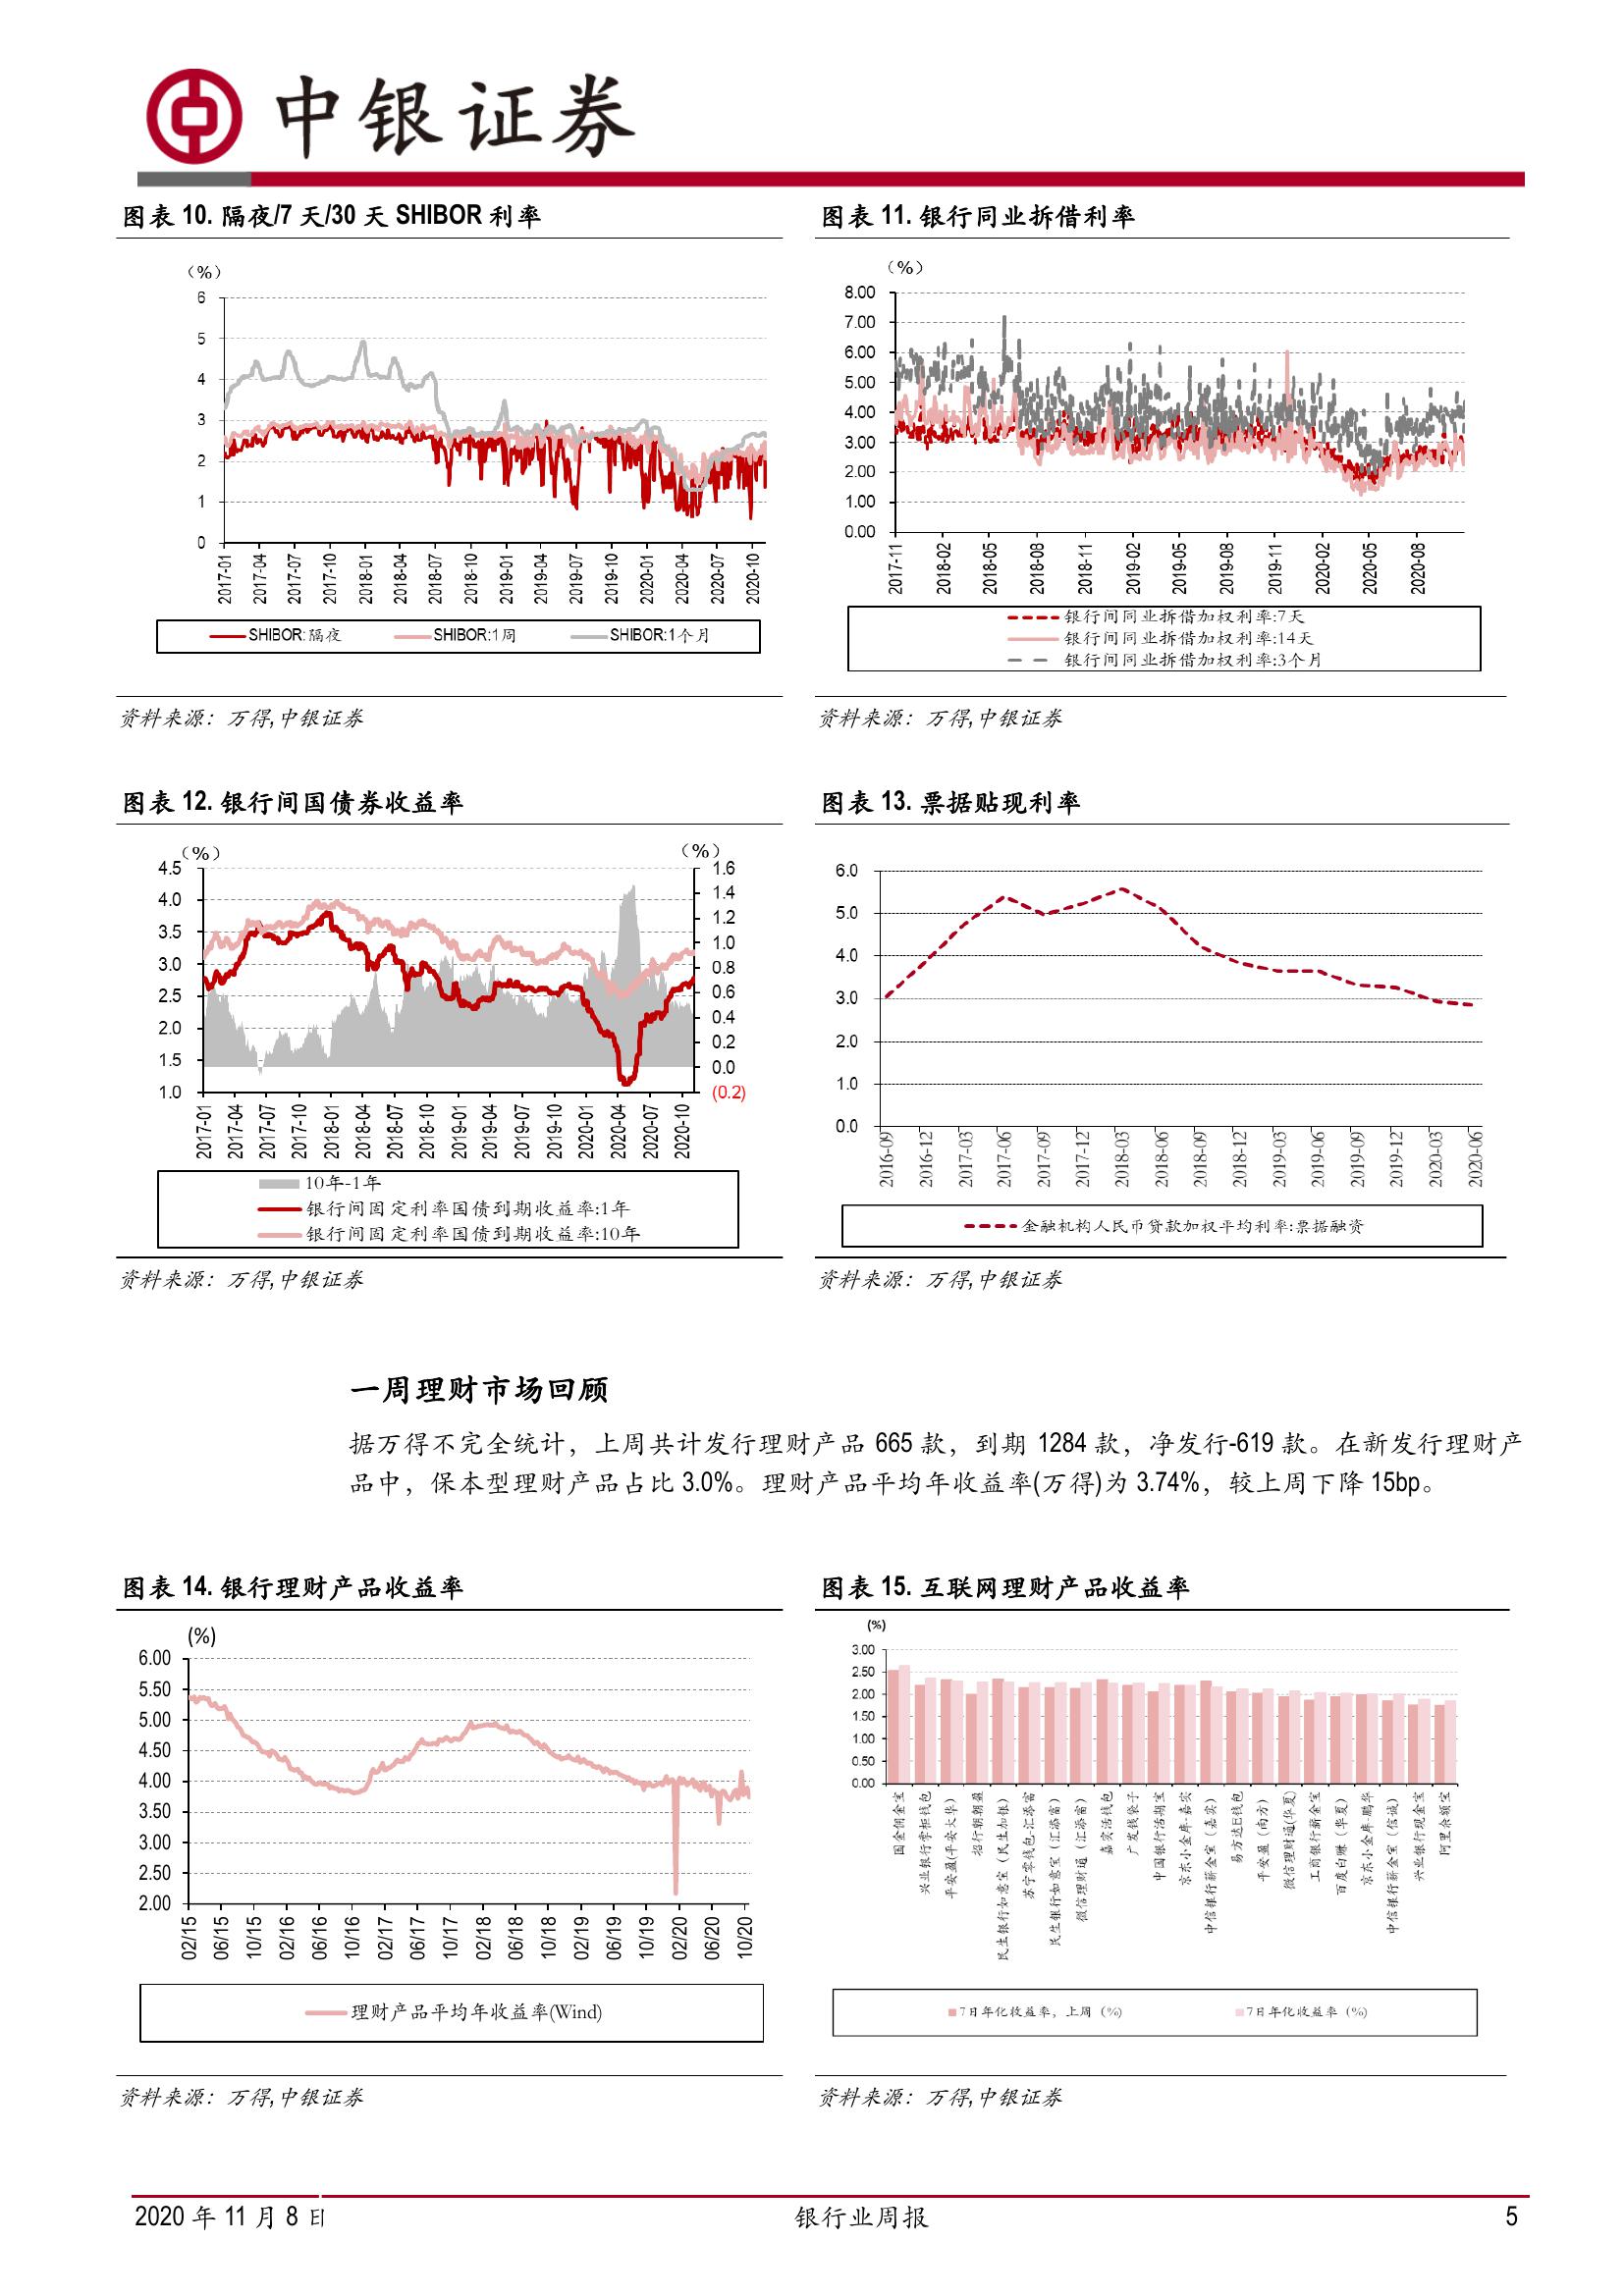 中银证券
图表 10. 隔夜/7 天/30 天 SHIBOR 利率
(%)
6
5
4
3
2
1
0
2017-01
2017-04
2017-07
2017-10
2018-01
2018-04
2018-07
2018-10
2019-01
2019-04
2019-07
2019-10
2020-01
2020-04
2020-07
2020-10
SHIBOR:隔夜 SHIBOR:1周 SHIBOR:1个月
资料来源：万得,中银证券
图表 11. 银行同业拆借利率
（%）
8.00
7.00
6.00
5.00
4.00
3.00
2.00
1.00
0.00
2017-11
2018-02
2018-05
2018-08
2018-11
2019-02
2019-05
2019-08
2019-11
2020-02
2020-05
2020-08
银行间同业拆借加权利率:7天
银行间同业拆借加权利率:14天
银行间同业拆借加权利率:3个月
资料来源：万得,中银证券
图表 12. 银行间国债券收益率
（%） （%）
4.5
4.0
3.5
3.0
2.5
2.0
1.5
1.0
1.6
1.4
1.2
1.0
0.8
0.6
0.4
0.2
0.0
(0.2)
2017-01
2017-04
2017-07
2017-10
2018-01
2018-04
2018-07
2018-10
2019-01
2019-04
2019-07
2019-10
2020-01
2020-04
2020-07
2020-10
10年-1年
银行间固定利率国债到期收益率:1年
银行间固定利率国债到期收益率:10年
资料来源：万得,中银证券
图表 13. 票据贴现利率
6.0
5.0
4.0
3.0
2.0
1.0
0.0
2016-09
2016-12
2017-03
2017-06
2017-09
2017-12
2018-03
2018-06
2018-09
2018-12
2019-03
2019-06
2019-09
2019-12
2020-03
2020-06
金融机构人民币贷款加权平均利率:票据融资
资料来源：万得,中银证券
一周理财市场回顾
据万得不完全统计，上周共计发行理财产品 665 款，到期 1284 款，净发行-619 款。在新发行理财产
品中，保本型理财产品占比 3.0%。理财产品平均年收益率(万得)为 3.74%，较上周下降 15bp。
图表 14. 银行理财产品收益率
(%)
6.00
5.50
5.00
4.50
4.00
3.50
3.00
2.50
2.00
02/15
06/15
10/15
02/16
06/16
10/16
02/17
06/17
10/17
02/18
06/18
10/18
02/19
06/19
10/19
02/20
06/20
10/20
理财产品平均年收益率(Wind)
资料来源：万得,中银证券
图表 15. 互联网理财产品收益率
(%)
3.00
2.50
2.00
1.50
1.00
0.50
0.00
国金佣金宝
兴业银行掌柜钱包
平安盈(平安大华)
招行朝朝盈
民生银行如意宝（民生加银）
苏宁零钱包-汇添富
民生银行如意宝（汇添富）
微信理财通（汇添富）
嘉实活钱包
广发钱袋子
中国银行活期宝
京东小金库-嘉实
中信银行薪金宝（嘉实）
易方达E钱包
平安盈（南方）
微信理财通(华夏)
工商银行薪金宝
百度百赚（华夏）
京东小金库-鹏华
中信银行薪金宝（信诚）
兴业银行现金宝
阿里余额宝
7日年化收益率，上周（%） 7日年化收益率（%）
资料来源：万得,中银证券
2020 年 11 月 8 日 银行业周报 5